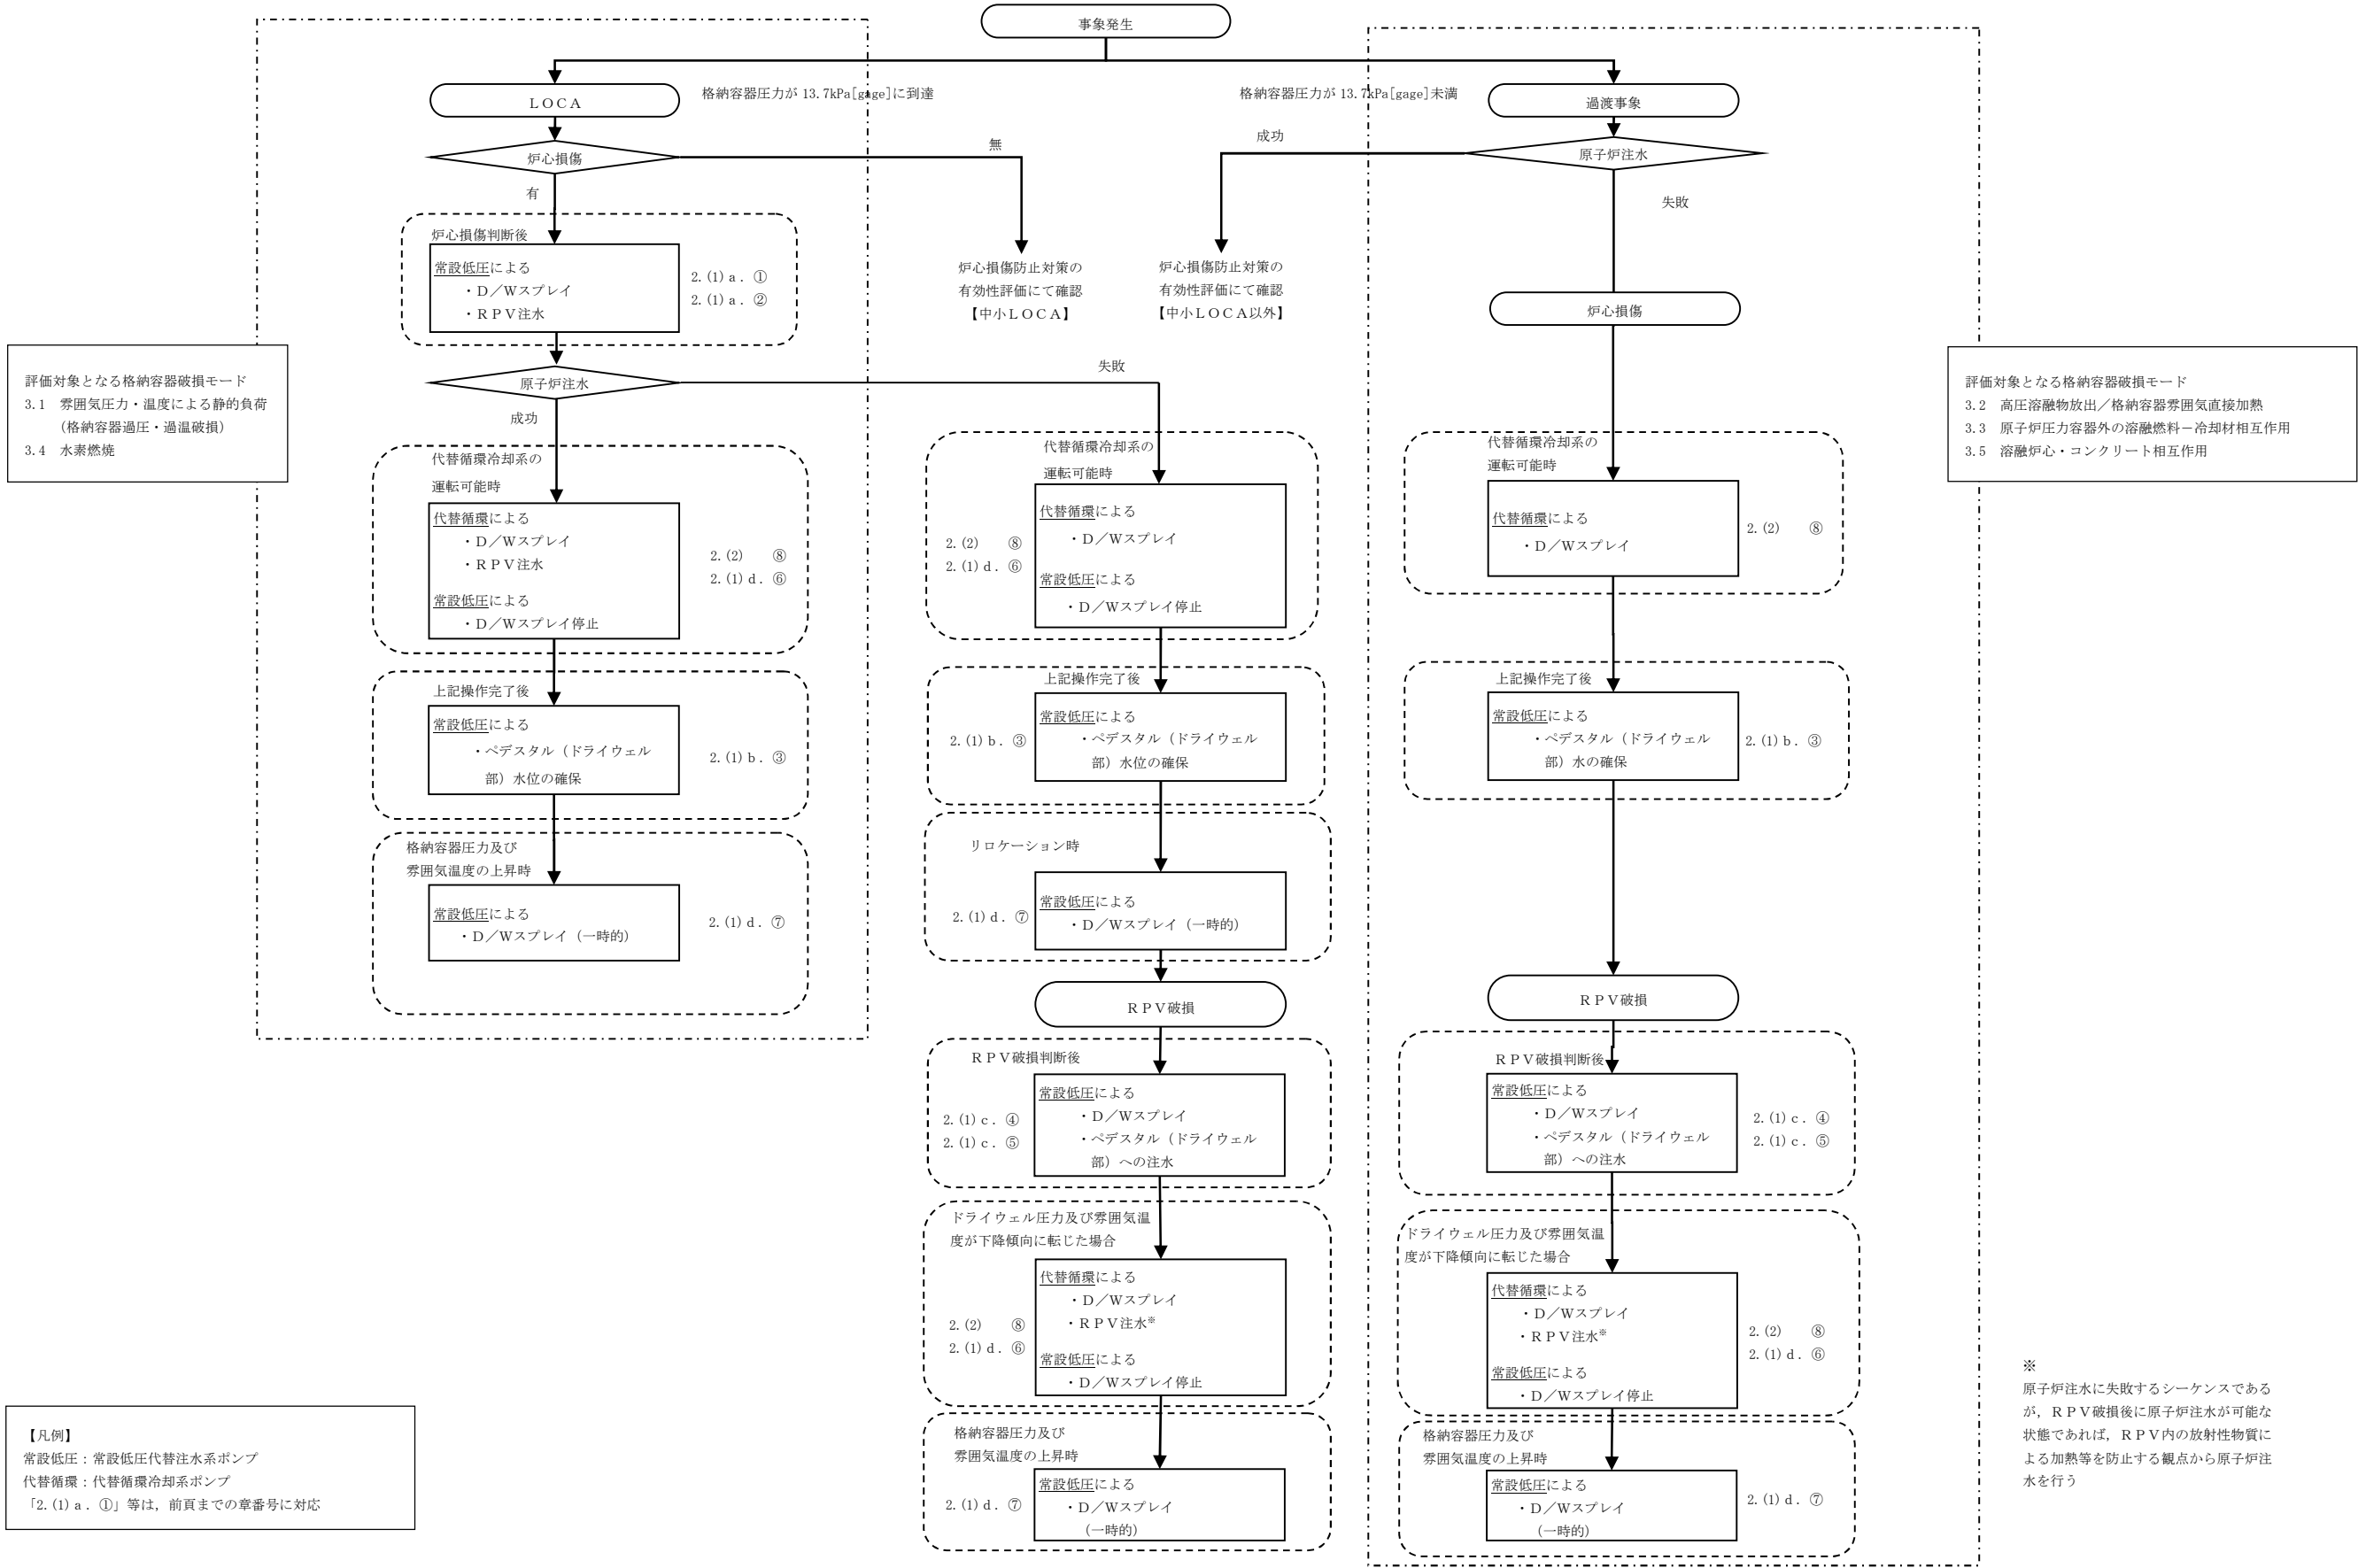 事象発生
格納容器圧力が 13.7kPa[gage]に到達
格納容器圧力が 13.7kPa[gage]未満
ＬＯＣＡ
炉心損傷
無
有
炉心損傷判断後
常設低圧による
・Ｄ／Ｗスプレイ
・ＲＰＶ注水
2.(1)ａ．①
2.(1)ａ．②
原子炉注水
失敗
成功
代替循環冷却系の
運転可能時
代替循環による
・Ｄ／Ｗスプレイ
・ＲＰＶ注水
常設低圧による
・Ｄ／Ｗスプレイ停止
2.(2)　　⑧
2.(1)ｄ．⑥
上記操作完了後
常設低圧による
・ペデスタル（ドライウェル
部）水位の確保
2.(1)ｂ．③
格納容器圧力及び
雰囲気温度の上昇時
常設低圧による
・Ｄ／Ｗスプレイ（一時的）
2.(1)ｄ．⑦
評価対象となる格納容器破損モード
3.1　雰囲気圧力・温度による静的負荷
（格納容器過圧・過温破損）
3.4　水素燃焼
炉心損傷防止対策の
有効性評価にて確認
【中小ＬＯＣＡ】
炉心損傷防止対策の
有効性評価にて確認
【中小ＬＯＣＡ以外】
代替循環冷却系の
運転可能時
代替循環による
・Ｄ／Ｗスプレイ
常設低圧による
・Ｄ／Ｗスプレイ停止
2.(2)　　⑧
2.(1)ｄ．⑥
上記操作完了後
常設低圧による
・ペデスタル（ドライウェル
部）水位の確保
2.(1)ｂ．③
リロケーション時
常設低圧による
・Ｄ／Ｗスプレイ（一時的）
2.(1)ｄ．⑦
ＲＰＶ破損
ＲＰＶ破損判断後
常設低圧による
・Ｄ／Ｗスプレイ
・ペデスタル（ドライウェル
部）への注水
2.(1)ｃ．④
2.(1)ｃ．⑤
ドライウェル圧力及び雰囲気温
度が下降傾向に転じた場合
代替循環による
・Ｄ／Ｗスプレイ
・ＲＰＶ注水※
常設低圧による
・Ｄ／Ｗスプレイ停止
2.(2)　　⑧
2.(1)ｄ．⑥
格納容器圧力及び
雰囲気温度の上昇時
常設低圧による
・Ｄ／Ｗスプレイ
（一時的）
2.(1)ｄ．⑦
過渡事象
原子炉注水
成功
失敗
炉心損傷
代替循環冷却系の
運転可能時
代替循環による
・Ｄ／Ｗスプレイ
2.(2)　　⑧
上記操作完了後
常設低圧による
・ペデスタル（ドライウェル
部）水の確保
2.(1)ｂ．③
ＲＰＶ破損
ＲＰＶ破損判断後
常設低圧による
・Ｄ／Ｗスプレイ
・ペデスタル（ドライウェル
部）への注水
2.(1)ｃ．④
2.(1)ｃ．⑤
ドライウェル圧力及び雰囲気温
度が下降傾向に転じた場合
代替循環による
・Ｄ／Ｗスプレイ
・ＲＰＶ注水※
常設低圧による
・Ｄ／Ｗスプレイ停止
2.(2)　　⑧
2.(1)ｄ．⑥
格納容器圧力及び
雰囲気温度の上昇時
常設低圧による
・Ｄ／Ｗスプレイ
（一時的）
2.(1)ｄ．⑦
評価対象となる格納容器破損モード
3.2　高圧溶融物放出／格納容器雰囲気直接加熱
3.3　原子炉圧力容器外の溶融燃料－冷却材相互作用
3.5　溶融炉心・コンクリート相互作用
※
原子炉注水に失敗するシーケンスである
が，ＲＰＶ破損後に原子炉注水が可能な
状態であれば，ＲＰＶ内の放射性物質に
よる加熱等を防止する観点から原子炉注
水を行う
【凡例】
常設低圧：常設低圧代替注水系ポンプ
代替循環：代替循環冷却系ポンプ
「2.(1)ａ．①」等は，前頁までの章番号に対応